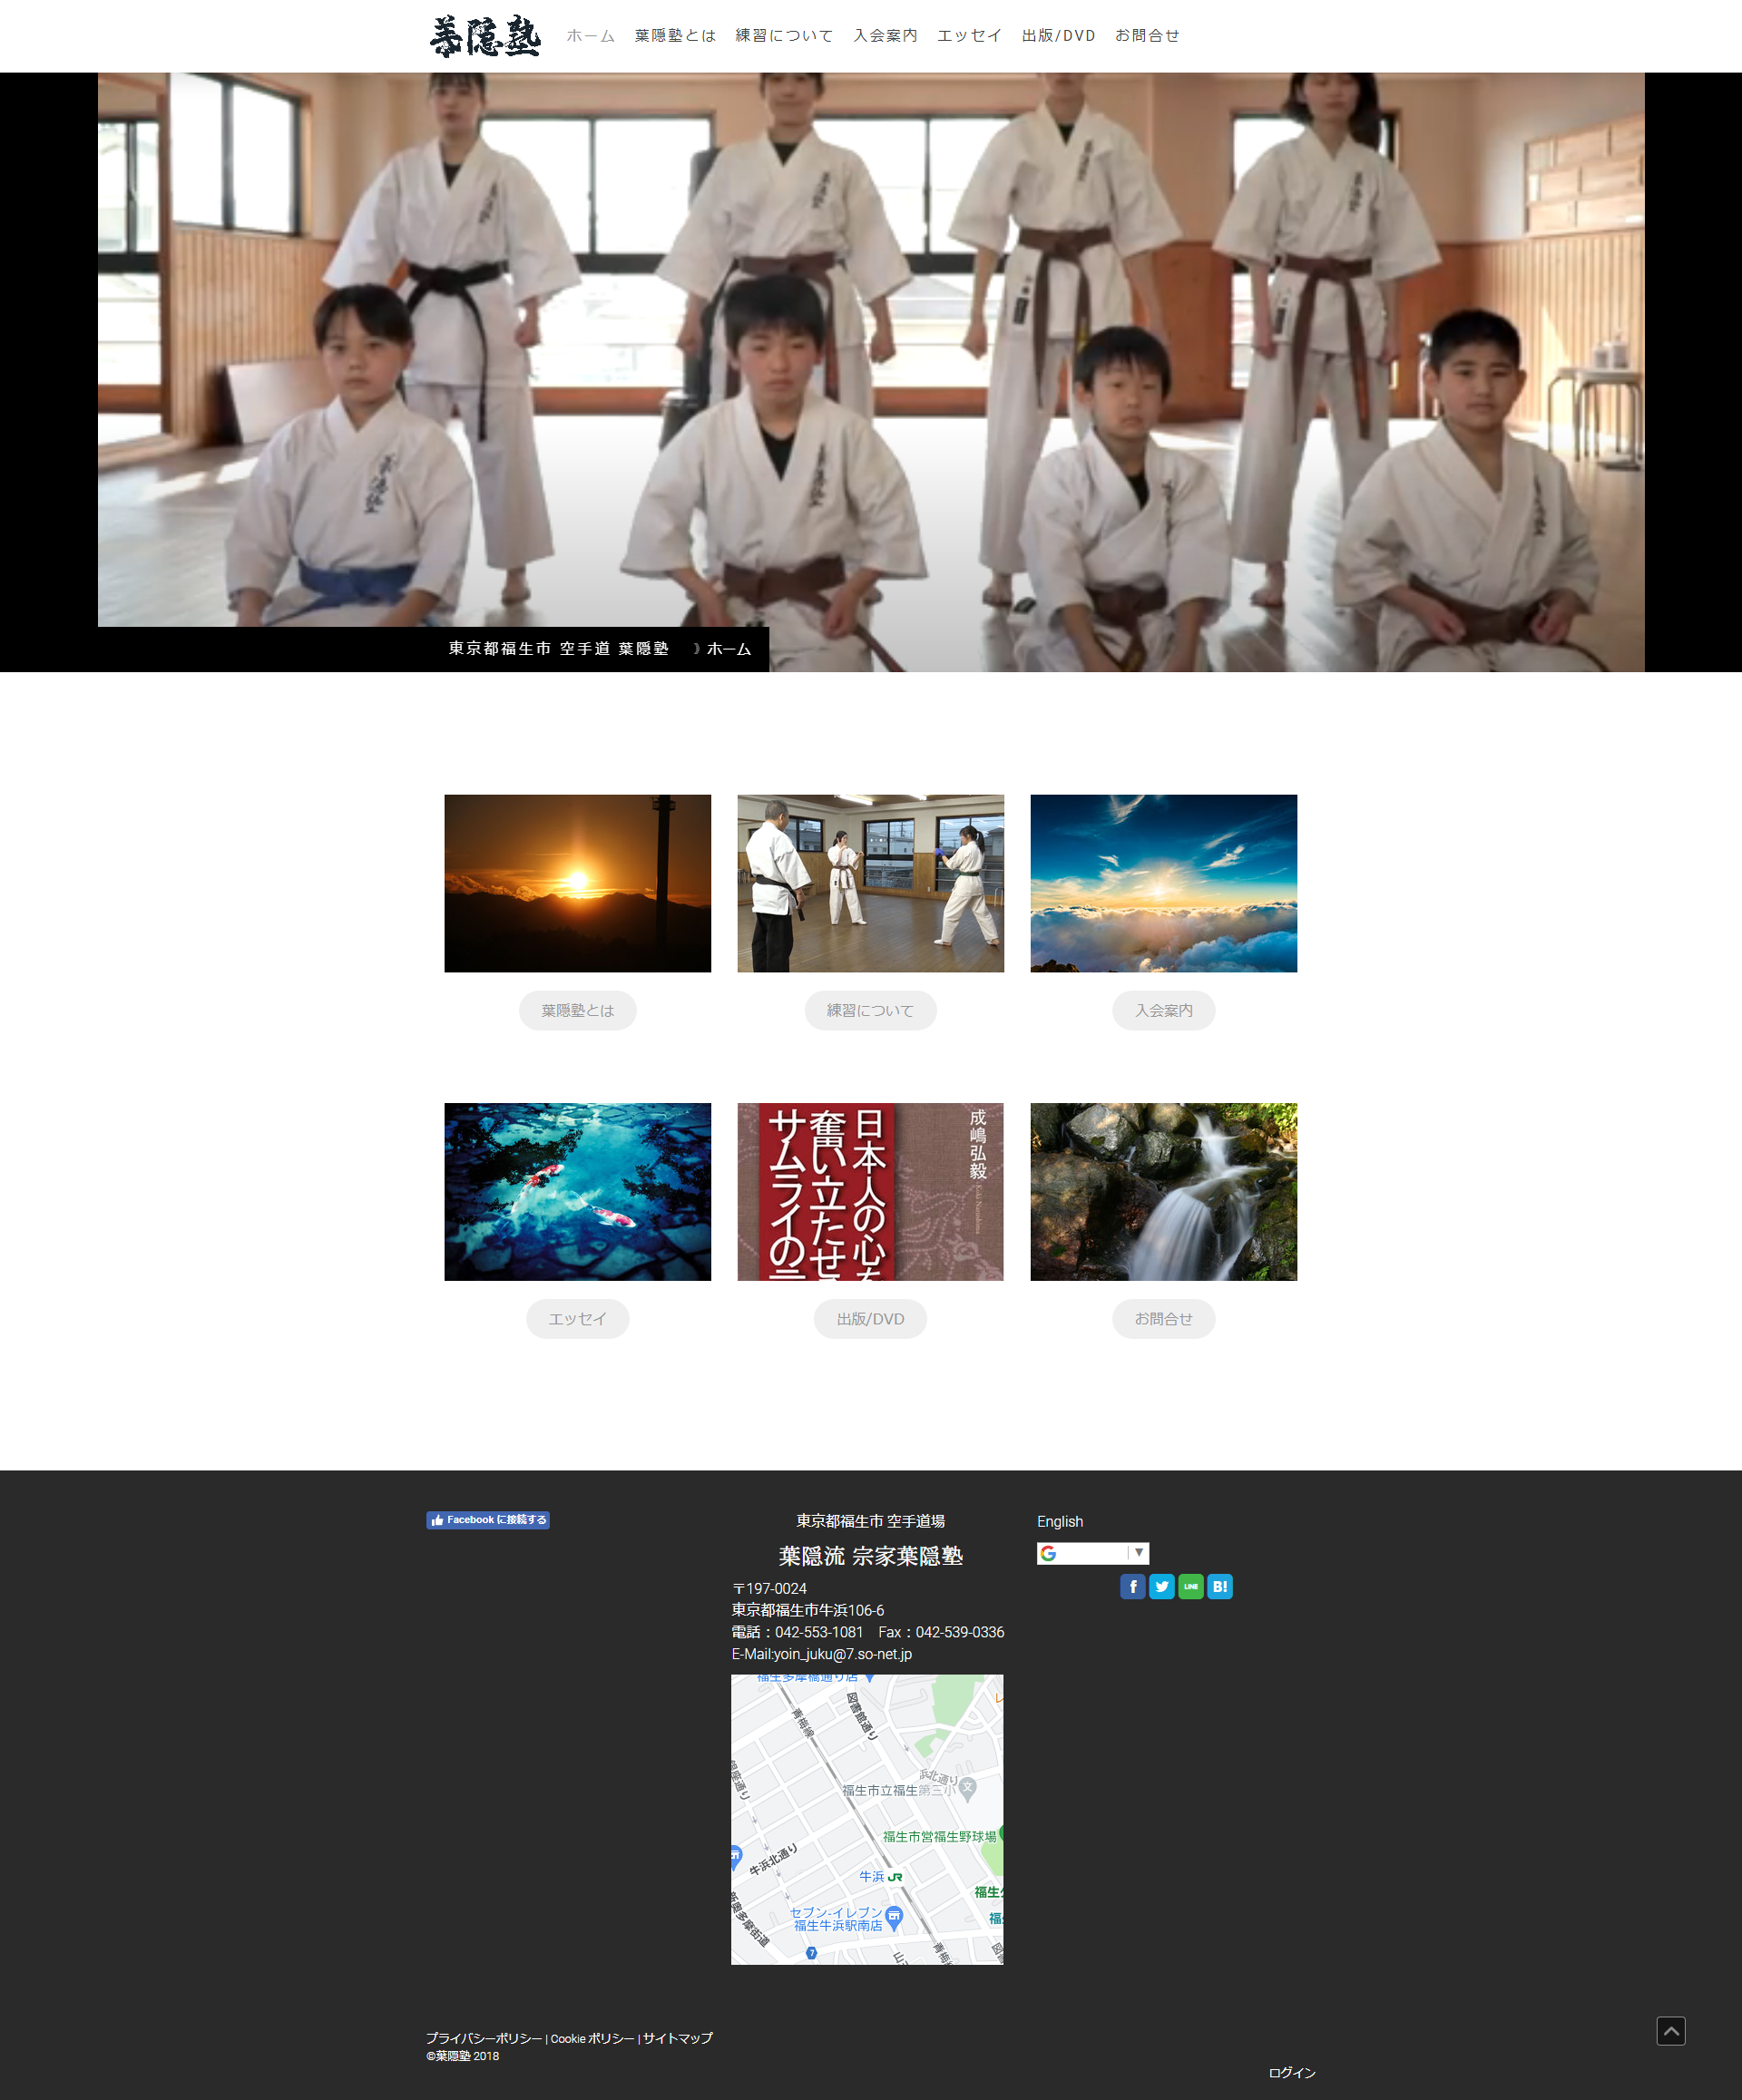 葉隠塾
ホーム 葉隠塾とは 練習について 入会案内 エッセイ 出版/DVD お問合せ
東京都福生市 空手道 葉隠塾 ホーム
葉隠塾とは
練習について
入会案内
成嶋弘毅
日本人の心を
奮い立たせ
サムライの
エッセイ
出版/DVD
お問合せ
Facebook に接続する
東京都福生市 空手道場
葉隠流 宗家葉隠塾
〒197-0024
東京都福生市牛浜106-6
電話：042-553-1081 Fax：042-539-0336
E-Mail:yoin_juku@7.so-net.jp
English
LINE
B!
福生多摩橋通り店
図書館通り
青梅線
レ
銀座通り
浜北通り
福生市立福生第三小
文
福生市営福生野球場
牛浜北通り
牛浜 JR
新奥多摩街道
セブン-イレブン
福生牛浜駅南店
7
プライバシーポリシー | Cookie ポリシー | サイトマップ
©葉隠塾 2018
ログイン